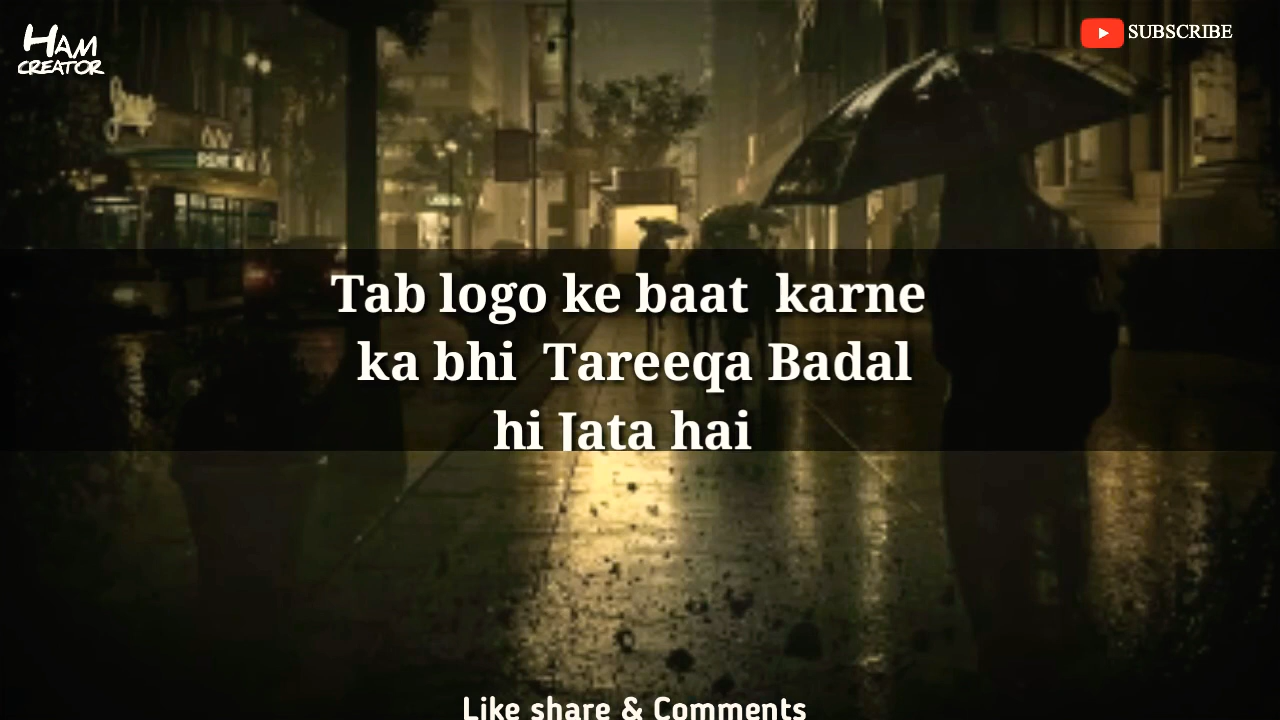 HAM
CREATOR
SUBSCRIBE
Tab logo ke baat karne
ka bhi Tareeqa Badal
hi Jata hai
Like share & Comments